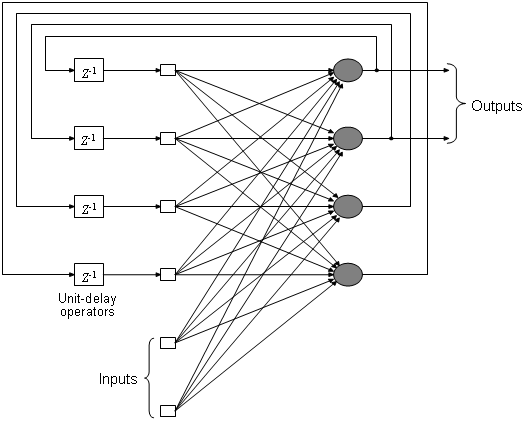 z-1
z-1
Outputs
z-1
z-1
Unit-delay
operators
Inputs